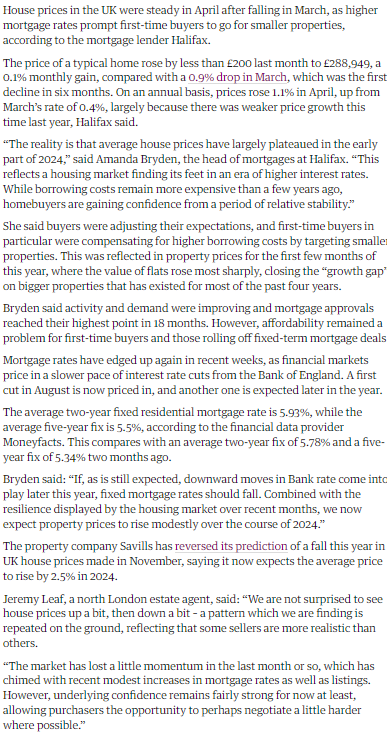 House prices in the UK were steady in April after falling in March, as higher
mortgage rates prompt first-time buyers to go for smaller properties,
according to the mortgage lender Halifax.
The price of a typical home rose by less than £200 last month to £288,949, a
0.1% monthly gain, compared with a 0.9% drop in March, which was the first
decline in six months. On an annual basis, prices rose 1.1% in April, up from
March’s rate of 0.4%, largely because there was weaker price growth this
time last year, Halifax said.
“The reality is that average house prices have largely plateaued in the early
part of 2024,” said Amanda Bryden, the head of mortgages at Halifax. “This
reflects a housing market finding its feet in an era of higher interest rates.
While borrowing costs remain more expensive than a few years ago,
homebuyers are gaining confidence from a period of relative stability.”
She said buyers were adjusting their expectations, and first-time buyers in
particular were compensating for higher borrowing costs by targeting smalle
properties. This was reflected in property prices for the first few months of
this year, where the value of flats rose most sharply, closing the “growth gap”
on bigger properties that has existed for most of the past four years.
Bryden said activity and demand were improving and mortgage approvals
reached their highest point in 18 months. However, affordability remained a
problem for first-time buyers and those rolling off fixed-term mortgage deals
Mortgage rates have edged up again in recent weeks, as financial markets
price in a slower pace of interest rate cuts from the Bank of England. A first
cut in August is now priced in, and another one is expected later in the year.
The average two-year fixed residential mortgage rate is 5.93%, while the
average five-year fix is 5.5%, according to the financial data provider
Moneyfacts. This compares with an average two-year fix of 5.78% and a five-
year fix of 5.34% two months ago.
Bryden said: “If, as is still expected, downward moves in Bank rate come into
play later this year, fixed mortgage rates should fall. Combined with the
resilience displayed by the housing market over recent months, we now
expect property prices to rise modestly over the course of 2024.”
The property company Savills has reversed its prediction of a fall this year in
UK house prices made in November, saying it now expects the average price
to rise by 2.5% in 2024.
Jeremy Leaf, a north London estate agent, said: “We are not surprised to see
house prices up a bit, then down a bit – a pattern which we are finding is
repeated on the ground, reflecting that some sellers are more realistic than
others.
“The market has lost a little momentum in the last month or so, which has
chimed with recent modest increases in mortgage rates as well as listings.
However, underlying confidence remains fairly strong for now at least,
allowing purchasers the opportunity to perhaps negotiate a little harder
where possible.”